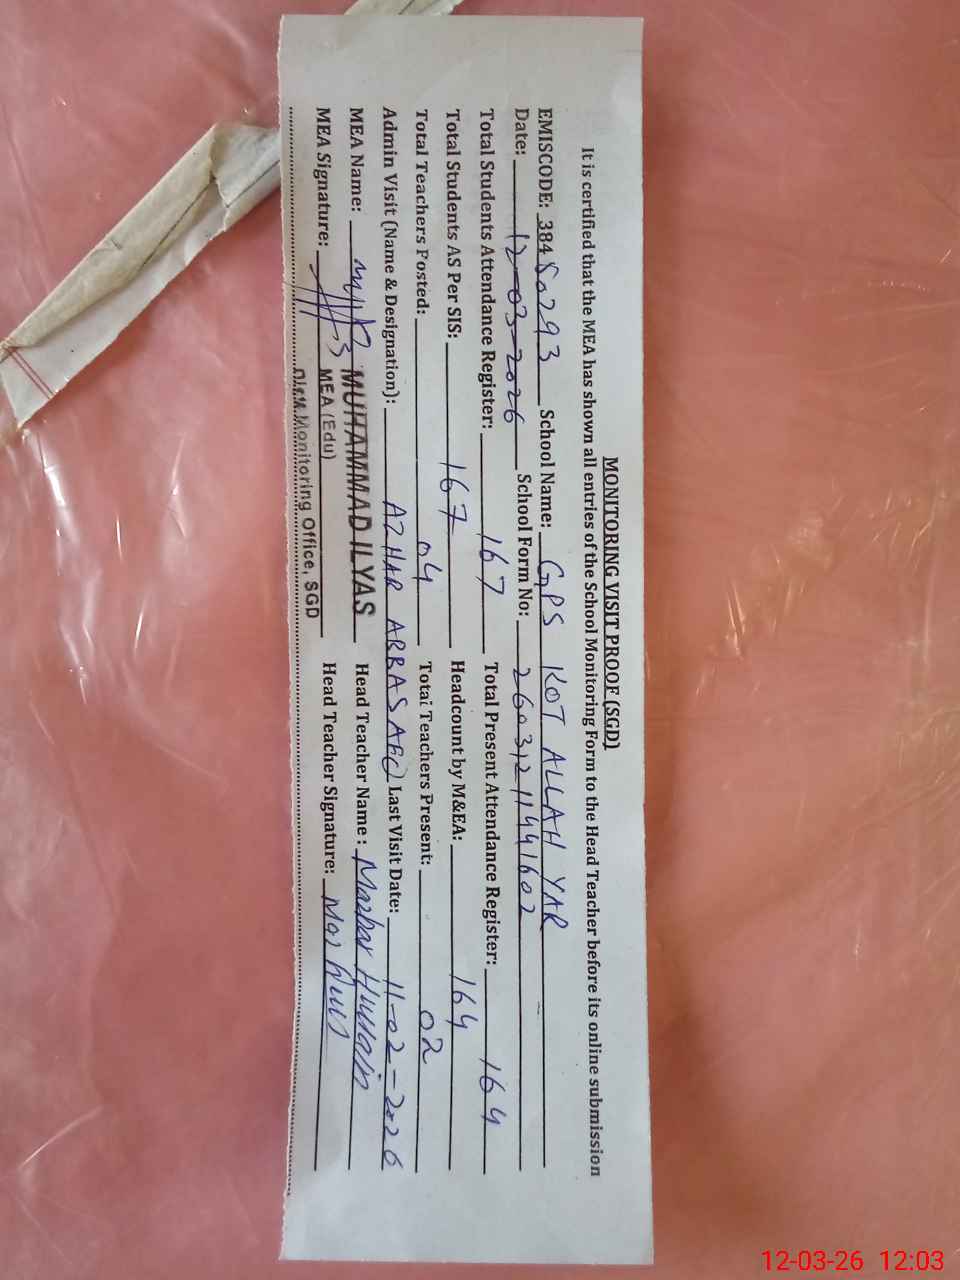 MONITORING VISIT PROOF (SGD)
It is certified that the MEA has shown all entries of the School Monitoring Form to the Head Teacher before its online submission
EMISCODE: 38450293 School Name: GPS KOT ALLAH YAR
Date: 12-03-2026 School Form No: 2603121141602
Total Students Attendance Register: 167 Total Present Attendance Register: 164
Total Students AS Per SIS: 167 Headcount by M&EA: 164
Total Teachers Posted: 04 Total Teachers Present: 02
Admin Visit (Name & Designation): AZHAR ABBAS AEO Last Visit Date: 11-02-2026
MEA Name: MUHAMMAD ILYAS Head Teacher Name : Mazhar Hussain
MEA Signature: MEA (Edu) Head Teacher Signature:
Monitoring Office, SGD
12-03-26 12:03